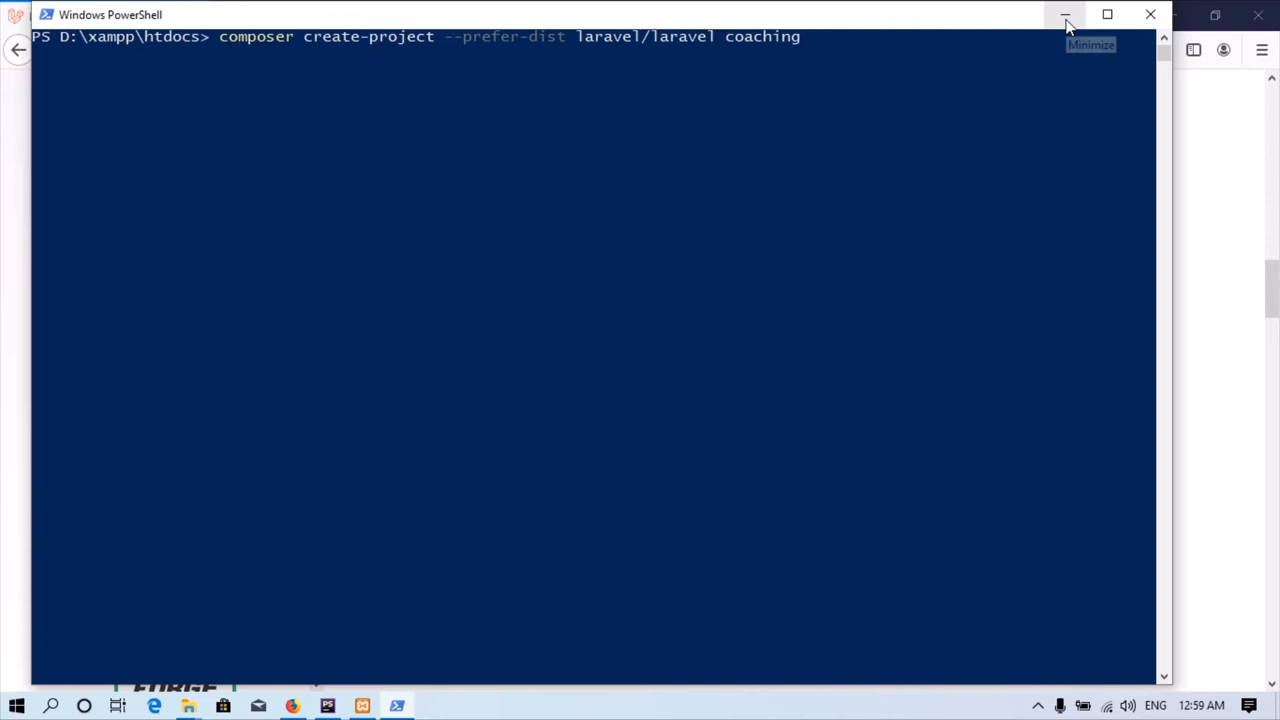 Windows PowerShell
PS D:\xampp\htdocs> composer create-project --prefer-dist laravel/laravel coaching
Minimize
ENG
12:59 AM